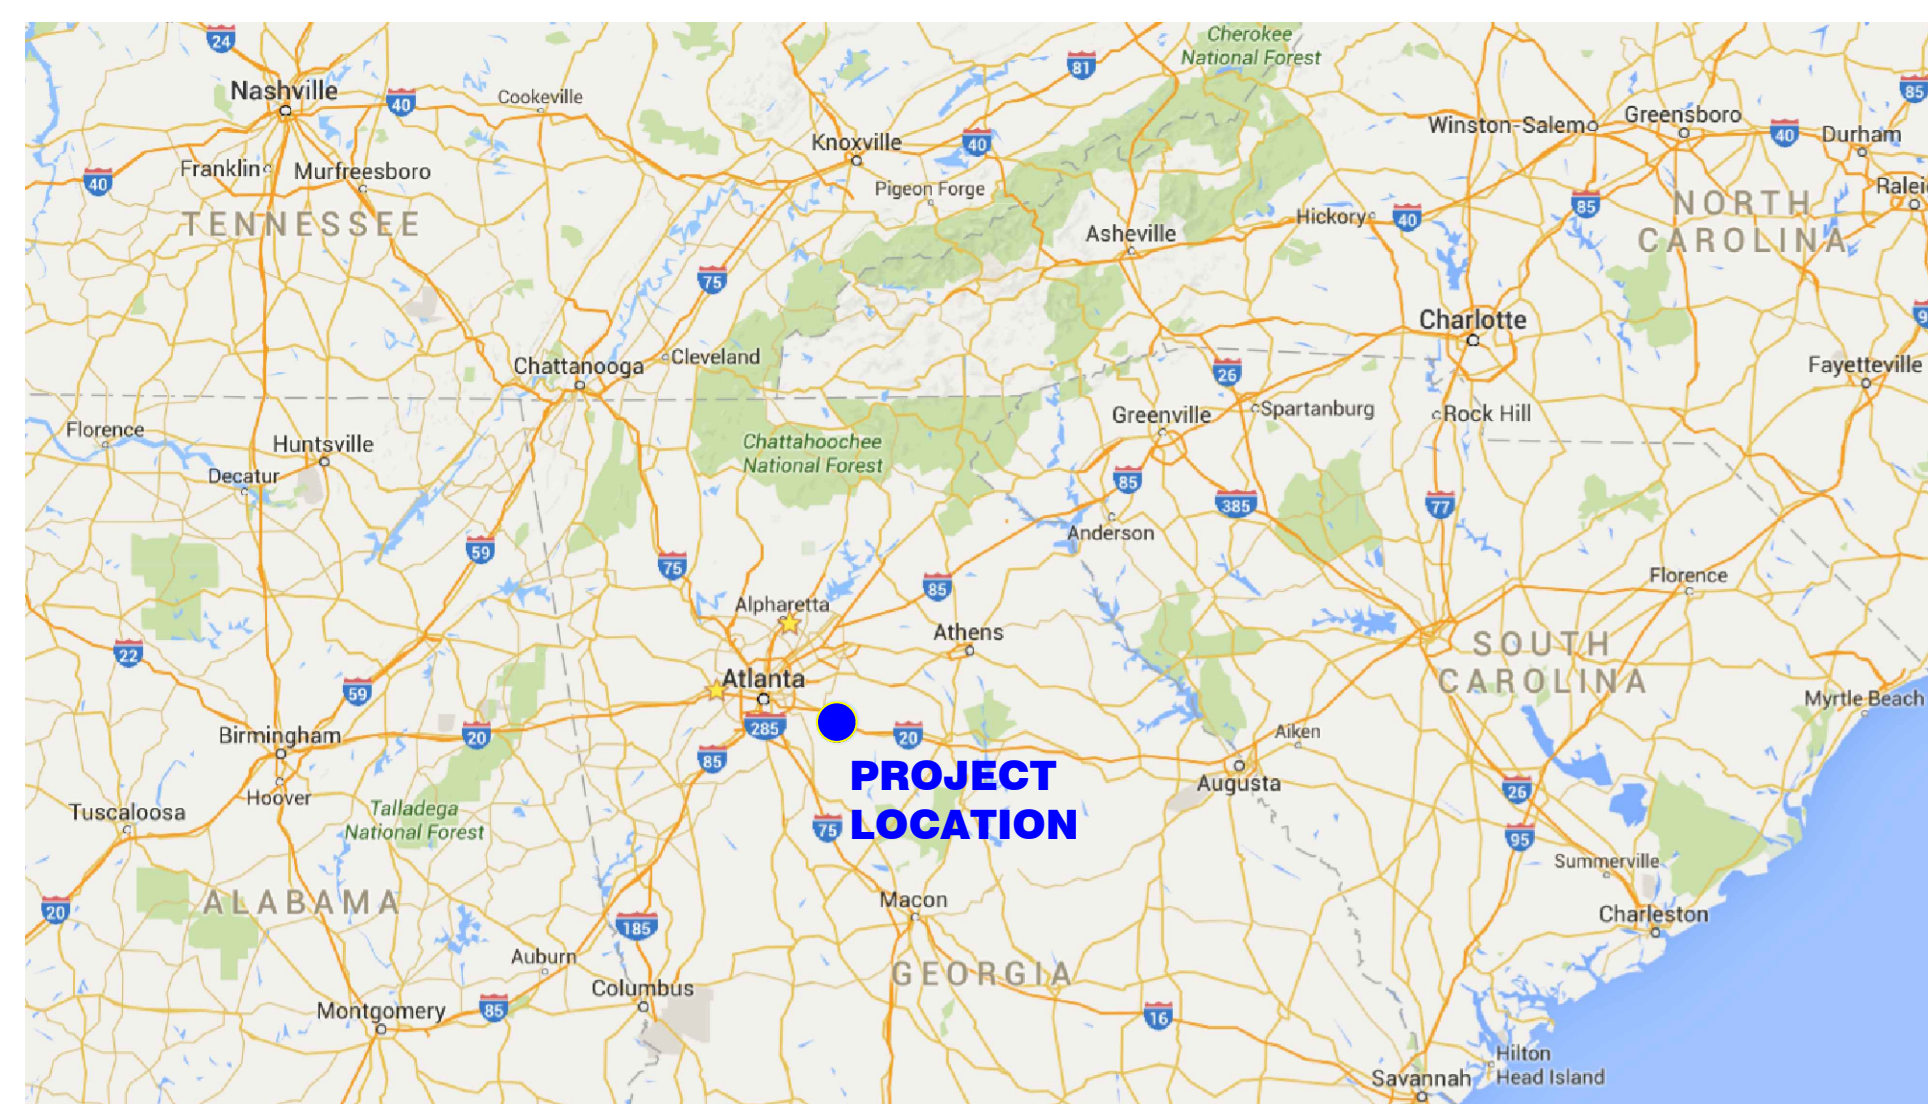 Cherokee
National Forest
24
81
Nashville
40
Cookeville
85
Knoxville
40
Winston-Salem
Greensboro
40
Durham
Franklin
Murfreesboro
40
Pigeon Forge
Ralei
TENNESSEE
Asheville
Hickory
40
85
NORTH
CAROLINA
75
9
Charlotte
Chattanooga
Cleveland
26
Fayetteville
Florence
Huntsville
Chattahoochee
National Forest
Greenville
Spartanburg
Rock Hill
Decatur
85
385
77
Anderson
59
75
85
Florence
Alpharetta
Athens
22
SOUTH
CAROLINA
59
Atlanta
Myrtle Beach
Birmingham
20
285
20
Aiken
85
PROJECT
LOCATION
Augusta
Hoover
Talladega
National Forest
Tuscaloosa
26
75
95
Summerville
20
ALABAMA
185
Macon
Charleston
Auburn
Columbus
GEORGIA
Montgomery
85
16
Hilton
Head Island
Savannah